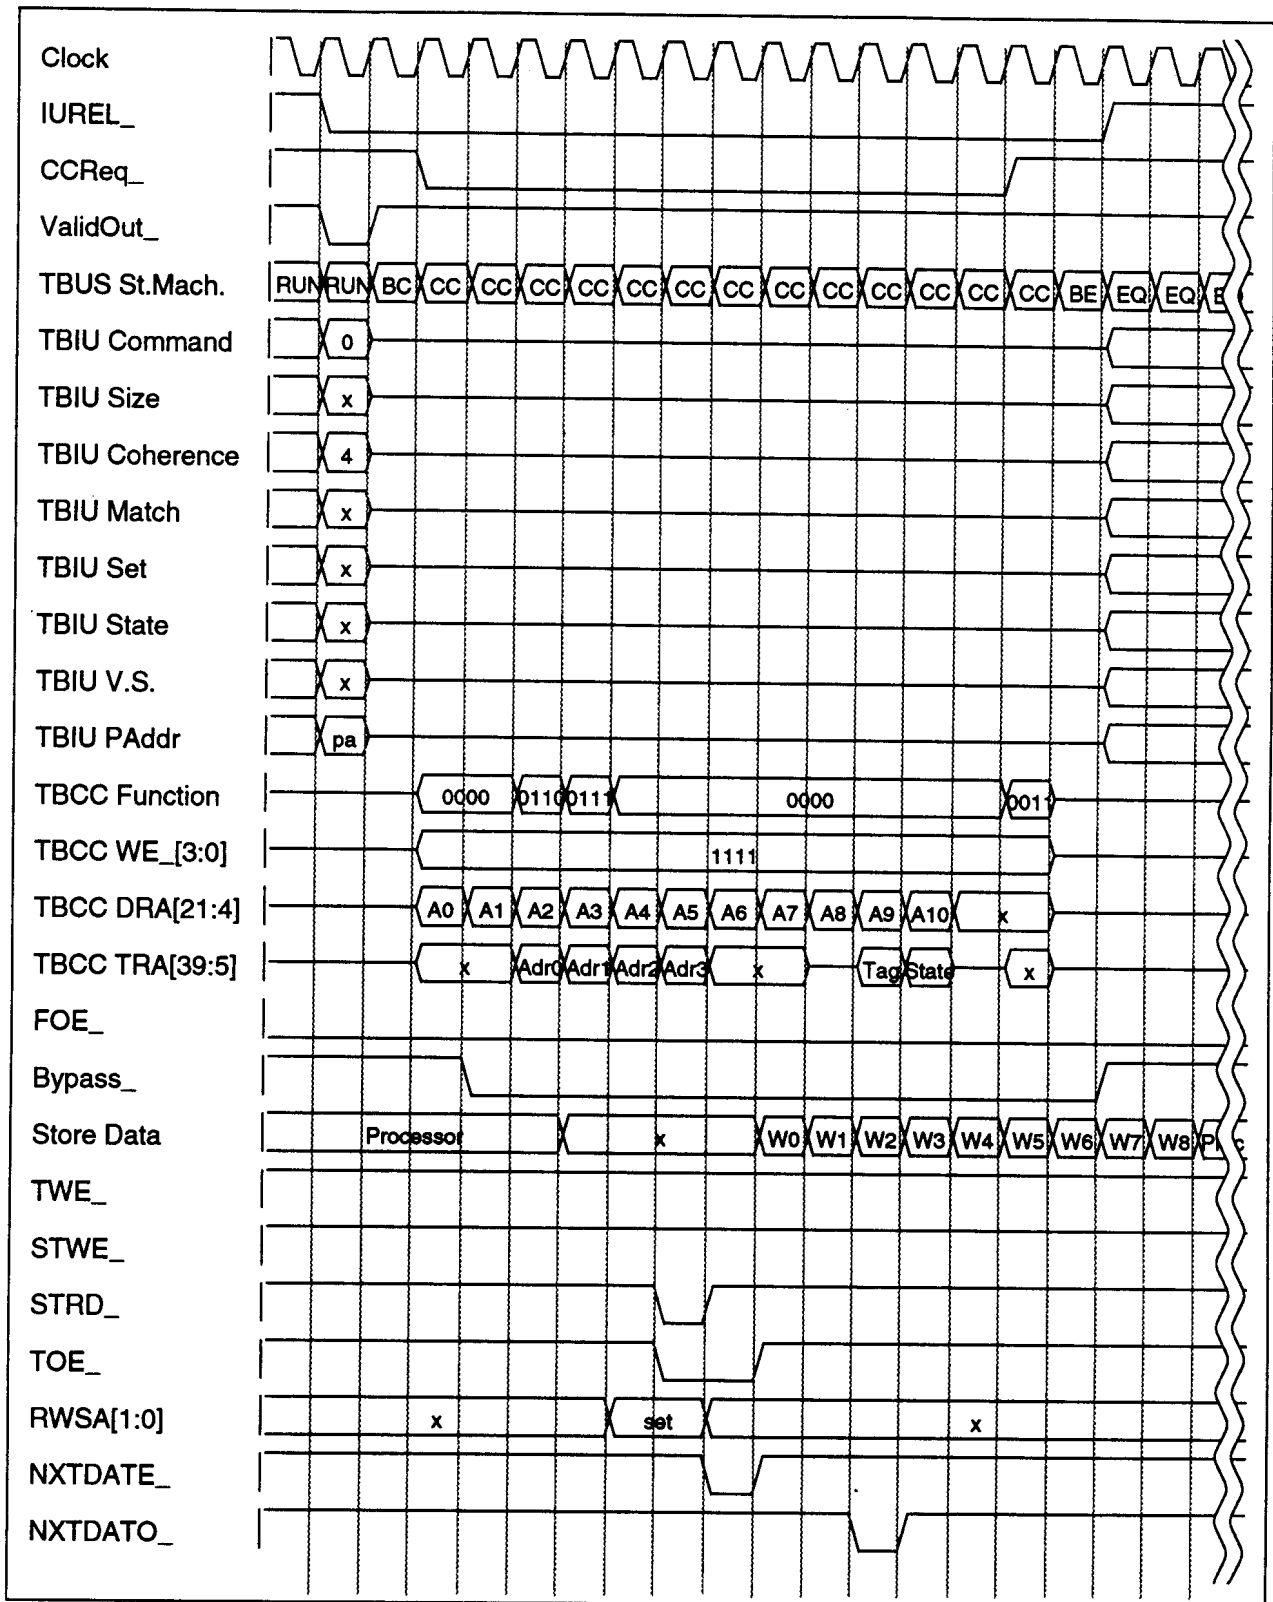 Clock
IUREL_
CCReq_
ValidOut_
TBUS St.Mach. RUN RUN BC CC CC CC CC CC CC CC CC CC CC CC CC CC BE EQ EQ
TBIU Command 0
TBIU Size x
TBIU Coherence 4
TBIU Match x
TBIU Set x
TBIU State x
TBIU V.S. x
TBIU PAddr pa
TBCC Function 0000 0110 0111 0000 0011
TBCC WE_[3:0] 1111
TBCC DRA[21:4] A0 A1 A2 A3 A4 A5 A6 A7 A8 A9 A10 x
TBCC TRA[39:5] x Adr0 Adr1 Adr2 Adr3 x Tag State x
FOE_
Bypass_
Store Data Processor x W0 W1 W2 W3 W4 W5 W6 W7 W8
TWE_
STWE_
STRD_
TOE_
RWSA[1:0] x set x
NXTDATE_
NXTDATO_